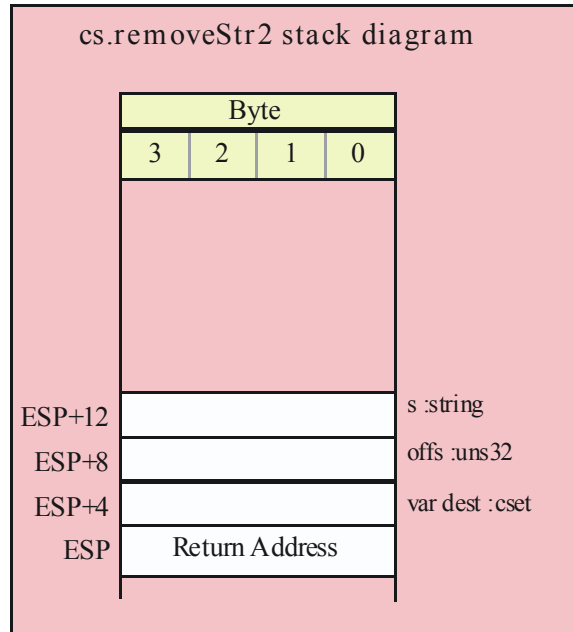 cs.removeStr2 stack diagram
Byte
3 2 1 0
ESP+12 s :string
ESP+8 offs :uns32
ESP+4 var dest :cset
ESP Return Address